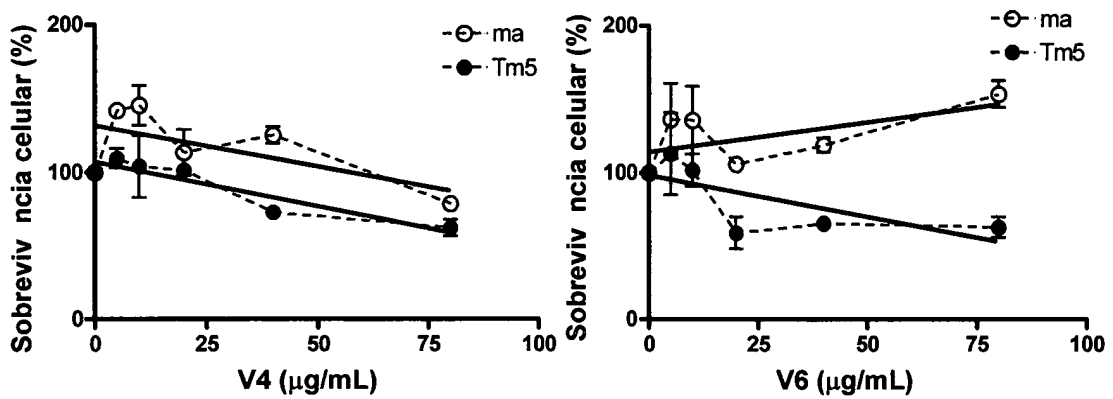 Sobreviv ncia celular (%)
200
100
0
0 25 50 75 100
V4 (µg/mL)
ma
Tm5
Sobreviv ncia celular (%)
200
100
0
0 25 50 75 100
V6 (µg/mL)
ma
Tm5